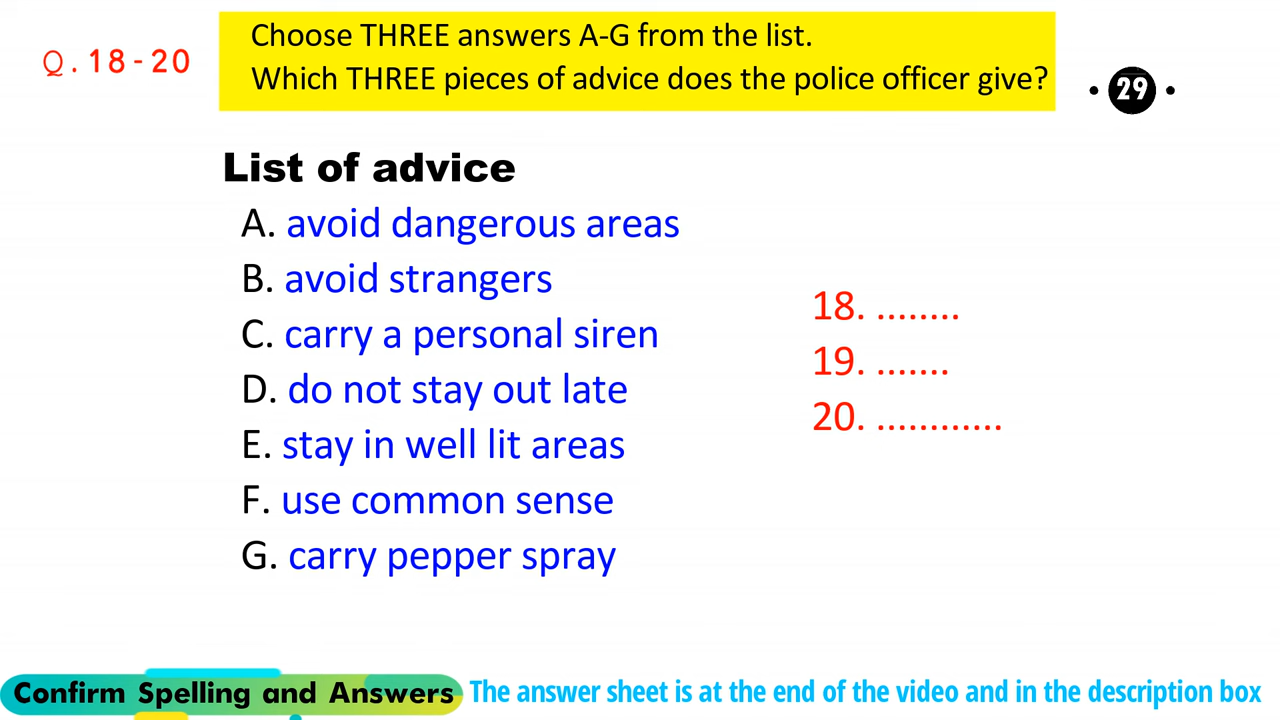 Q.18-20
Choose THREE answers A-G from the list.
Which THREE pieces of advice does the police officer give?
29
List of advice
A. avoid dangerous areas
B. avoid strangers
C. carry a personal siren
D. do not stay out late
E. stay in well lit areas
F. use common sense
G. carry pepper spray
18. ........
19. .......
20. ............
Confirm Spelling and Answers
The answer sheet is at the end of the video and in the description box